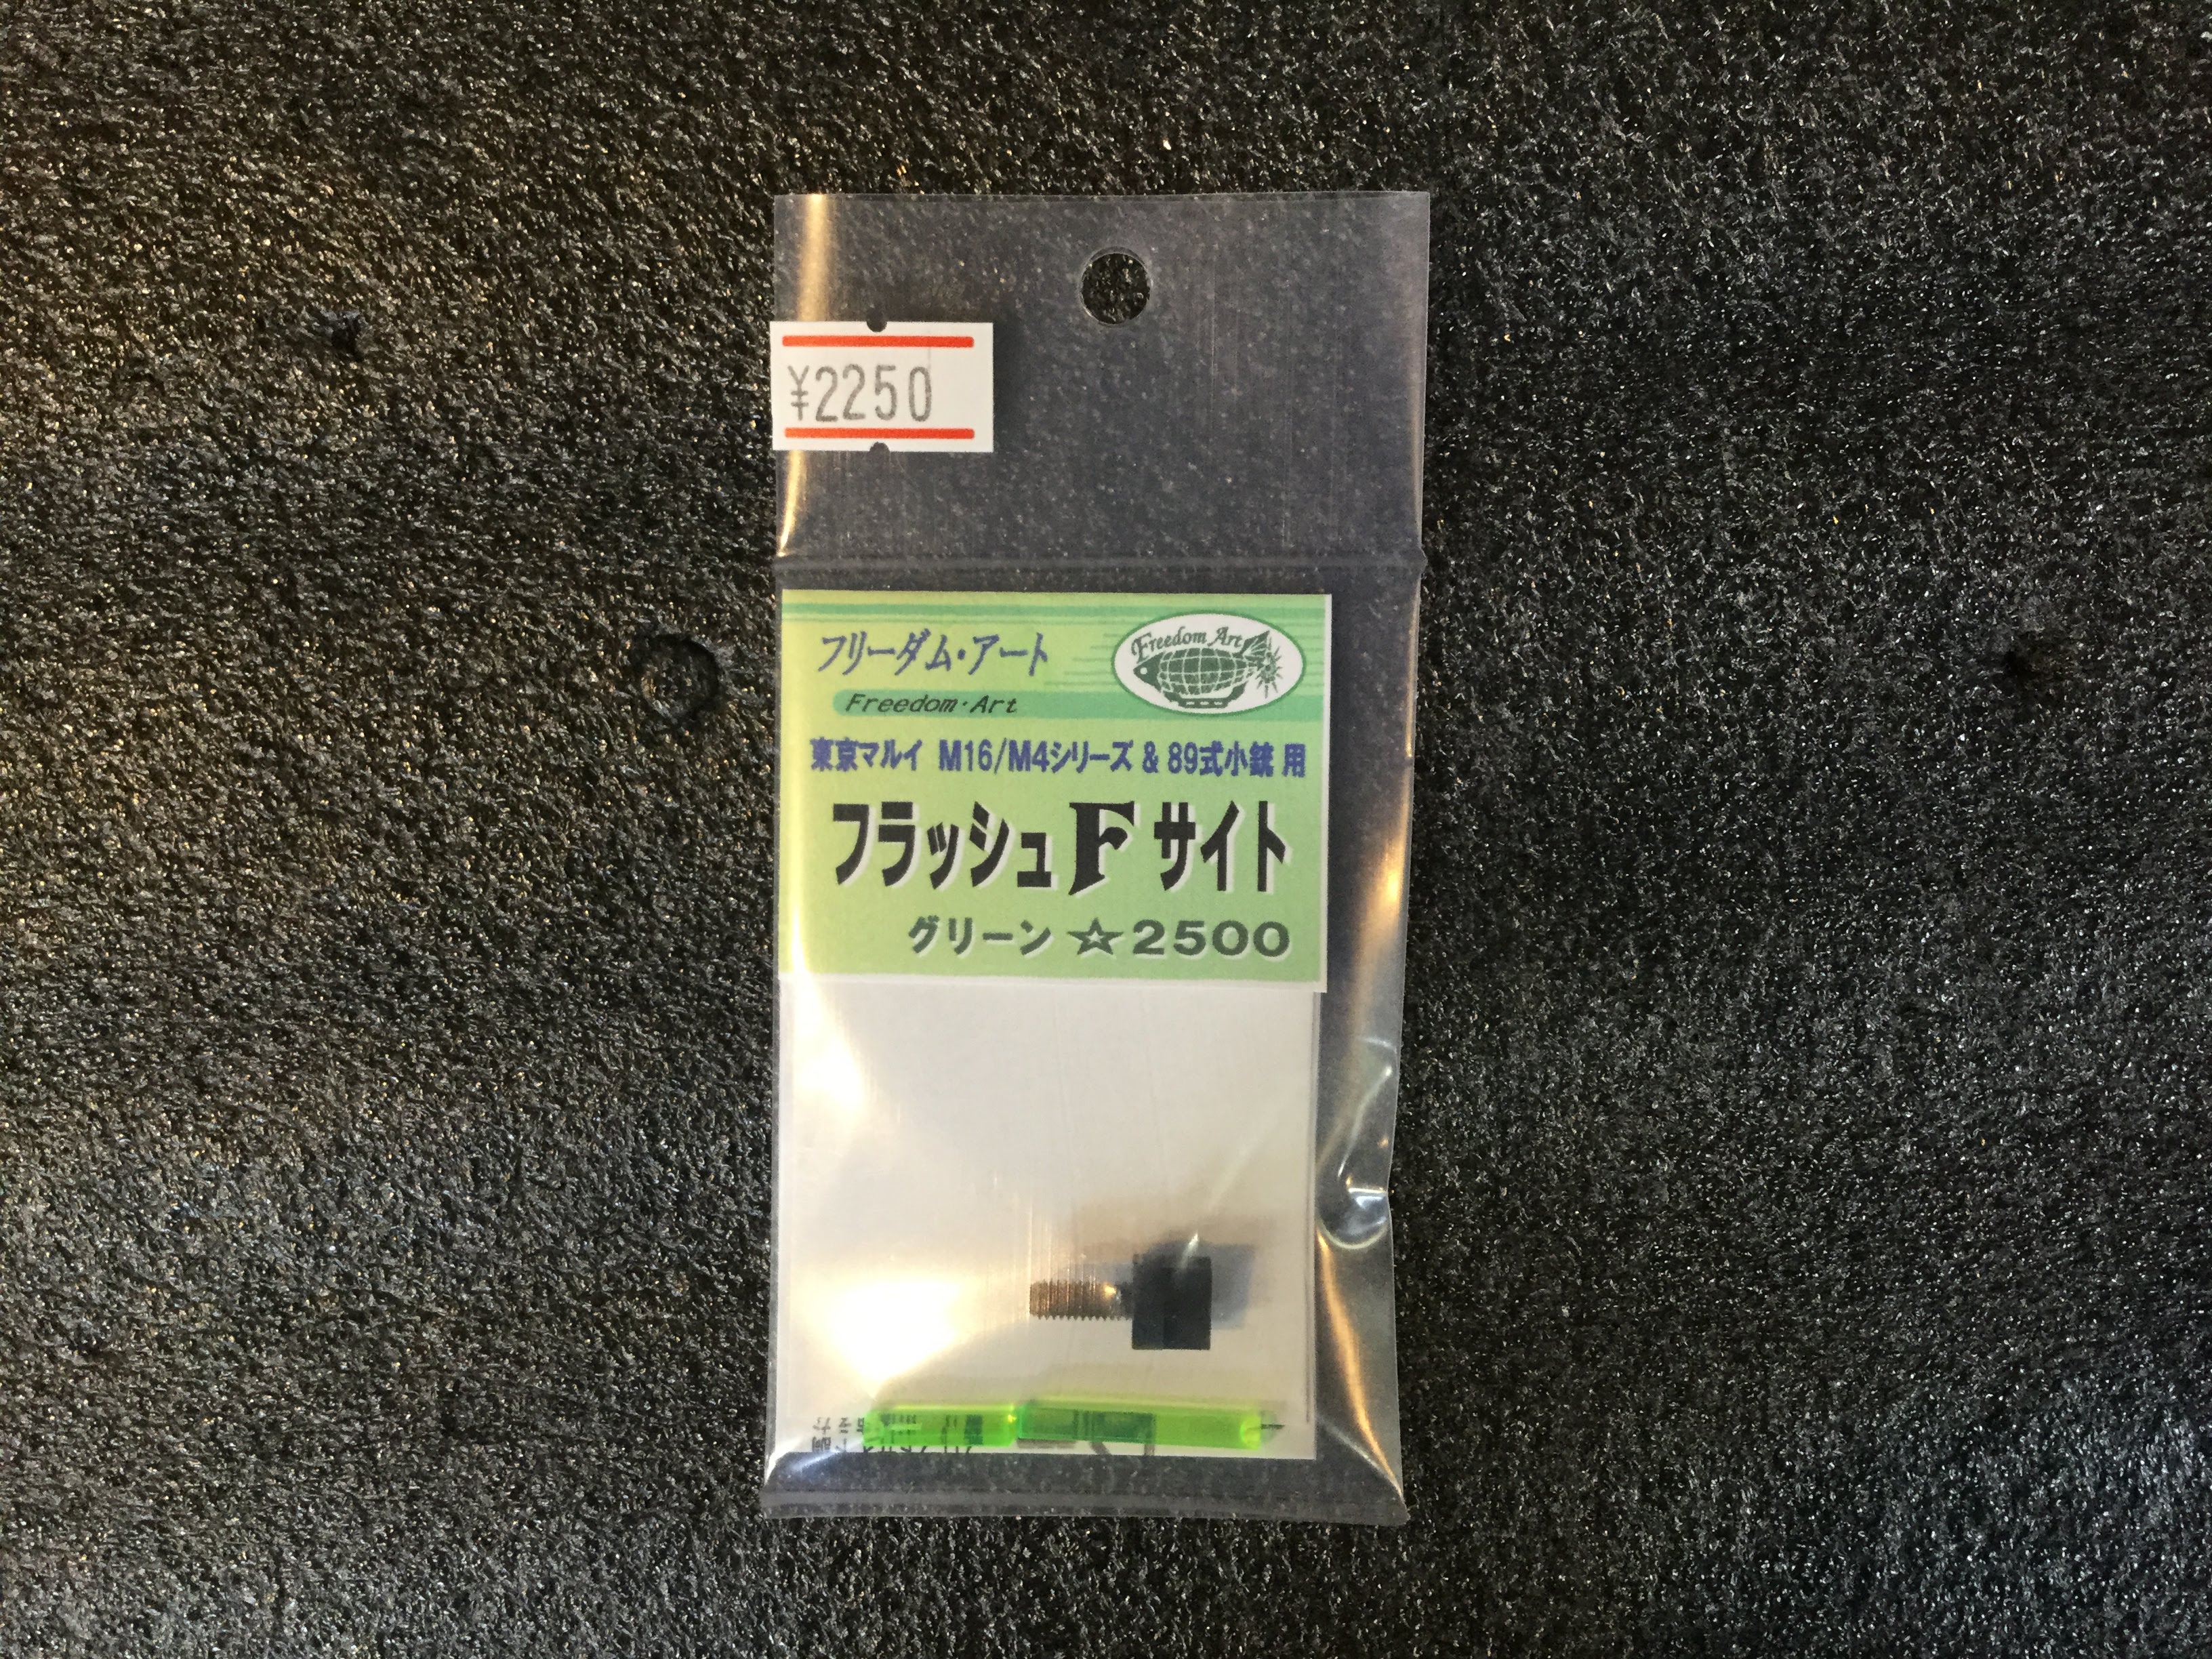 ¥2250
フリーダム・アート
Freedom Art
Freedom・Art
東京マルイ M16/M4シリーズ & 89式小銃 用
フラッシュFサイト
グリーン ☆2500